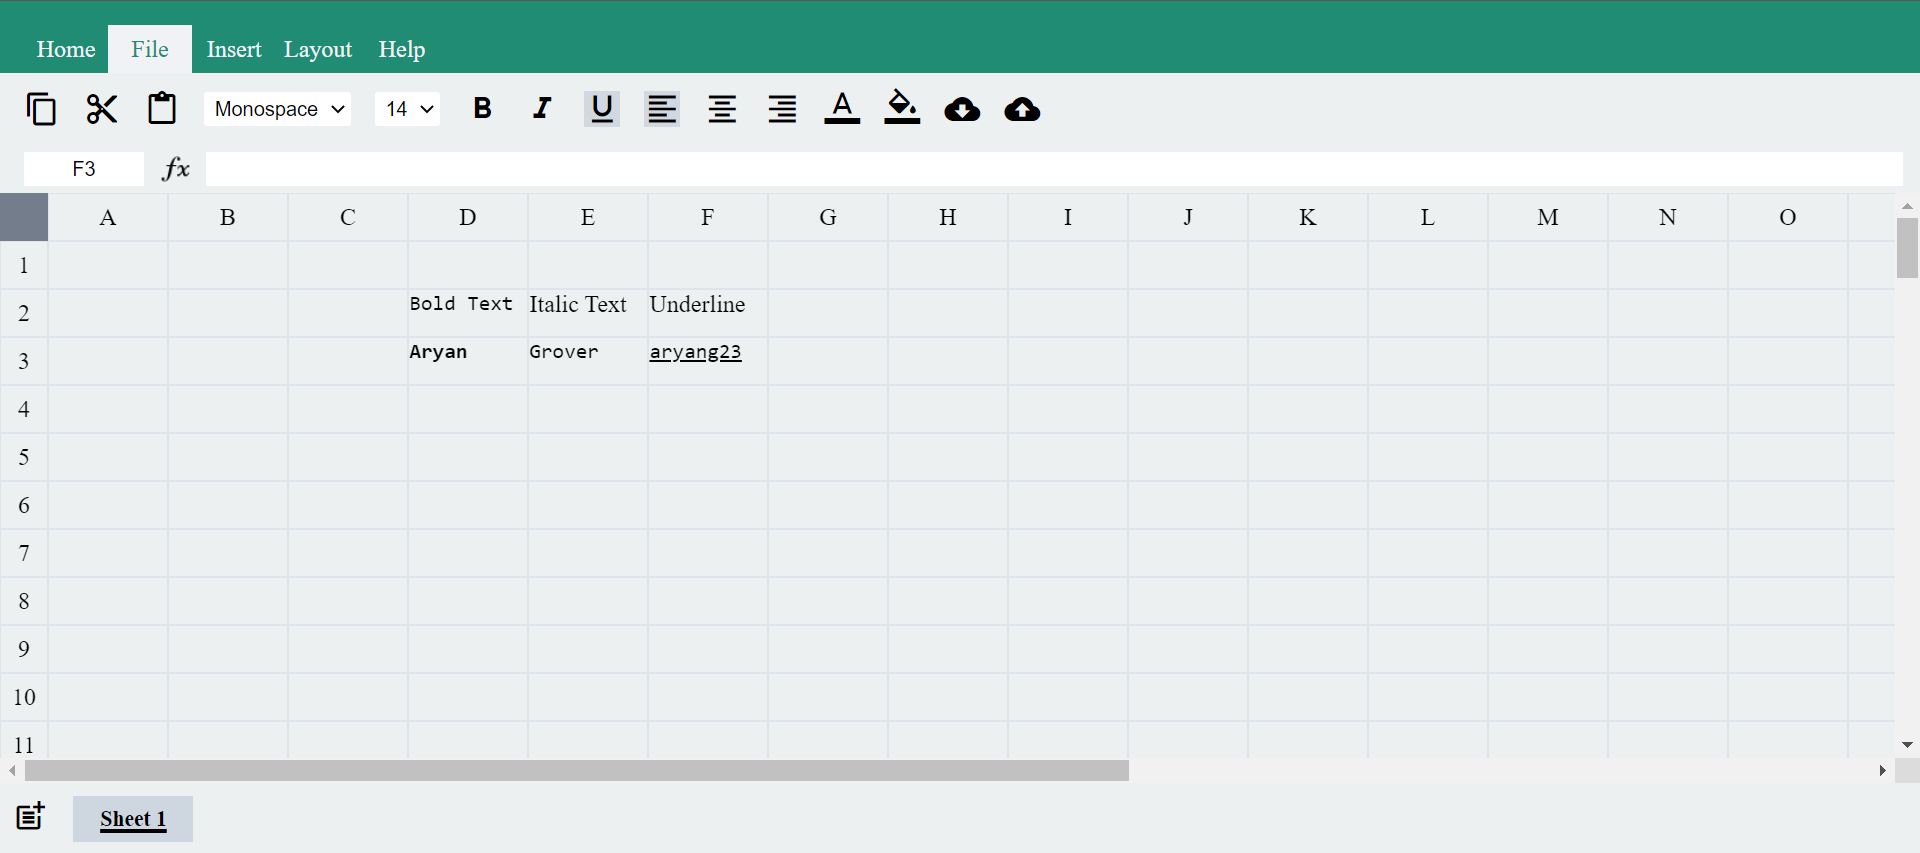 Home File Insert Layout Help
Monospace 14 B I U A
F3 fx
A B C D E F G H I J K L M N O
1
2 Bold Text Italic Text Underline
3 Aryan Grover aryang23
4
5
6
7
8
9
10
11
Sheet 1